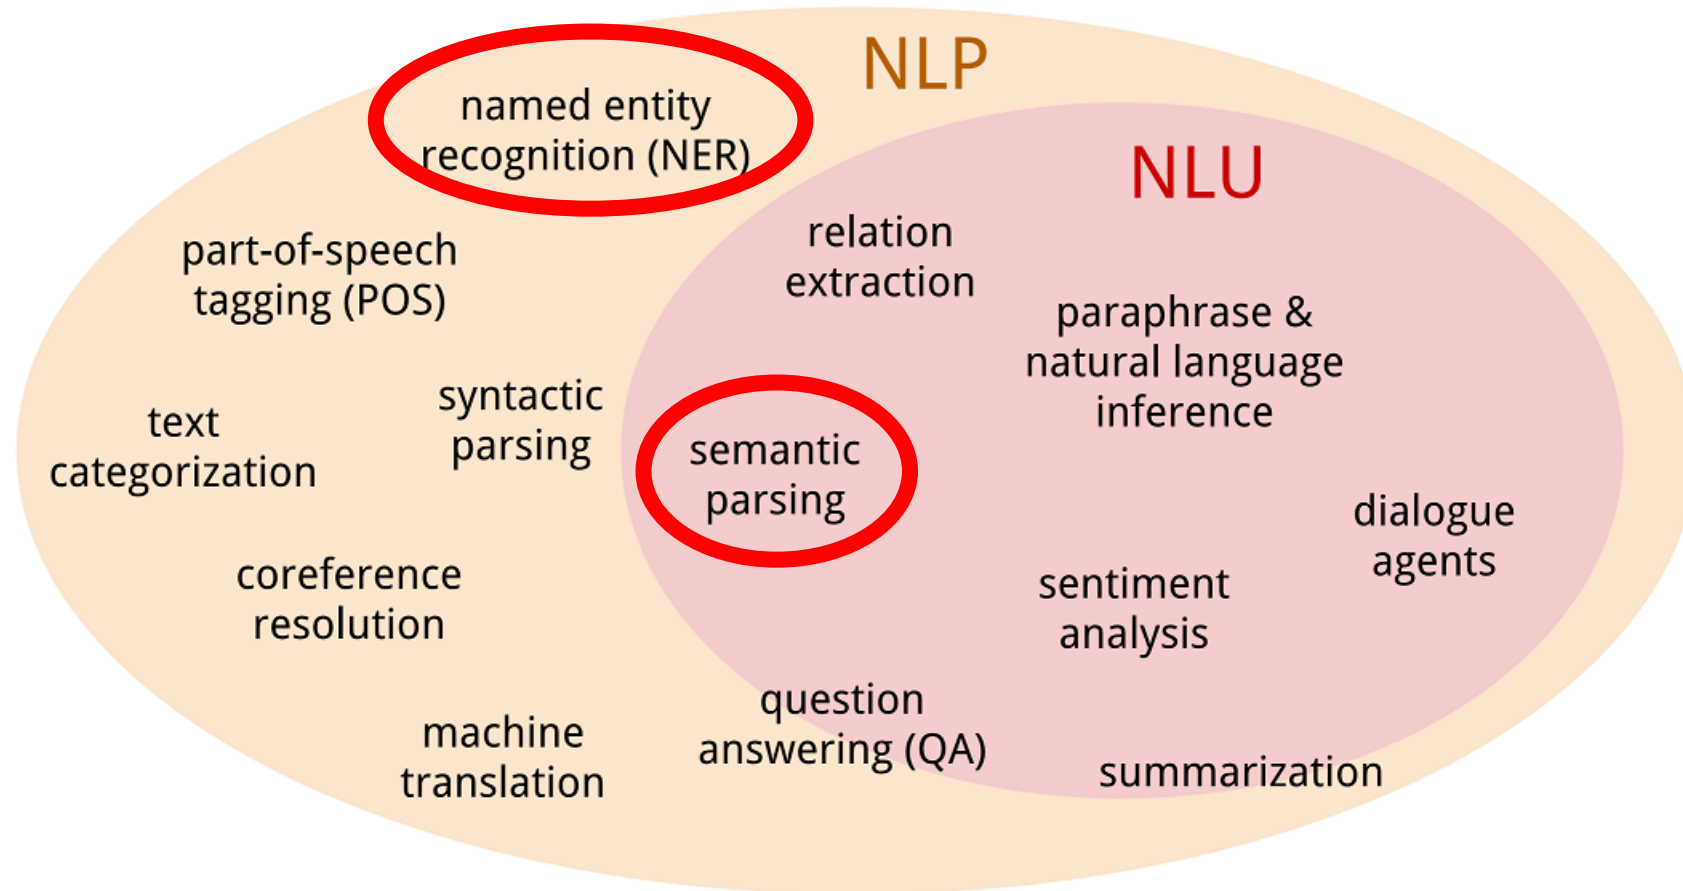 NLP
named entity
recognition (NER)
NLU
relation
extraction
part-of-speech
tagging (POS)
paraphrase &
natural language
inference
syntactic
parsing
text
categorization
semantic
parsing
dialogue
agents
coreference
resolution
sentiment
analysis
question
answering (QA)
machine
translation
summarization